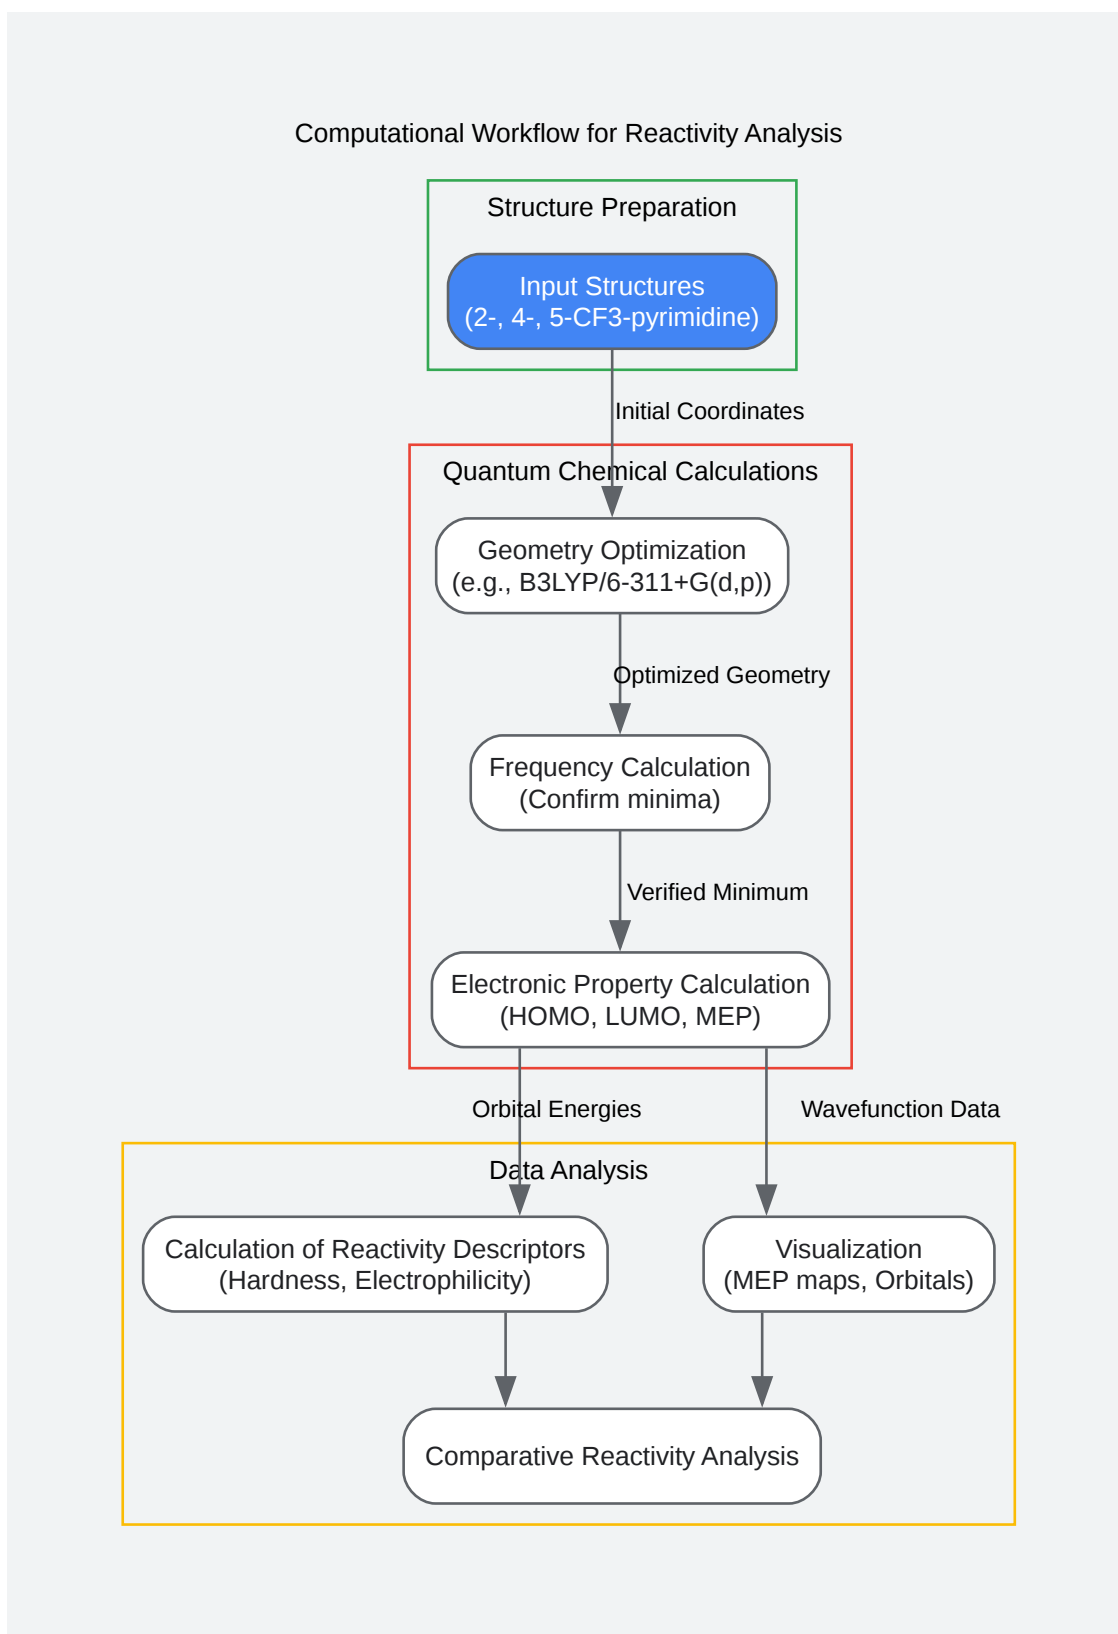 Computational Workflow for Reactivity Analysis
Structure Preparation
Input Structures
(2-, 4-, 5-CF3-pyrimidine)
Initial Coordinates
Quantum Chemical Calculations
Geometry Optimization
(e.g., B3LYP/6-311+G(d,p))
Optimized Geometry
Frequency Calculation
(Confirm minima)
Verified Minimum
Electronic Property Calculation
(HOMO, LUMO, MEP)
Orbital Energies
Wavefunction Data
Data Analysis
Calculation of Reactivity Descriptors
(Hardness, Electrophilicity)
Visualization
(MEP maps, Orbitals)
Comparative Reactivity Analysis